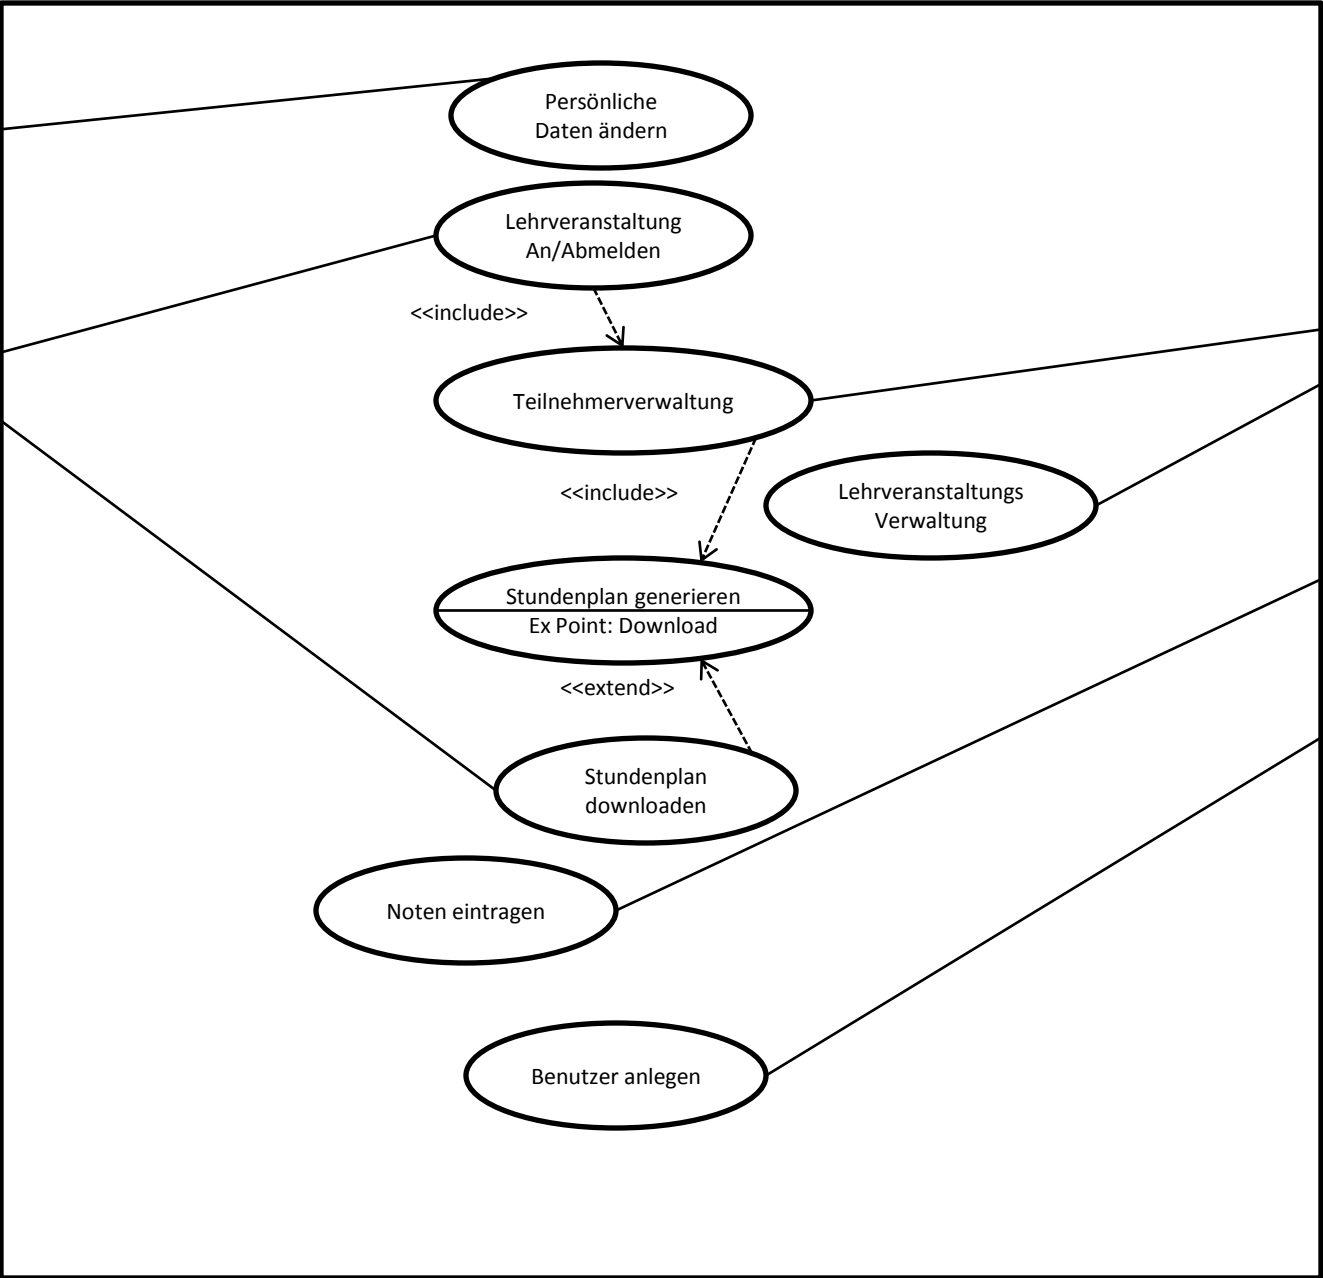 Persönliche
Daten ändern
Lehrveranstaltung
An/Abmelden
<<include>>
Teilnehmerverwaltung
<<include>>
Lehrveranstaltungs
Verwaltung
Stundenplan generieren
Ex Point: Download
<<extend>>
Stundenplan
downloaden
Noten eintragen
Benutzer anlegen